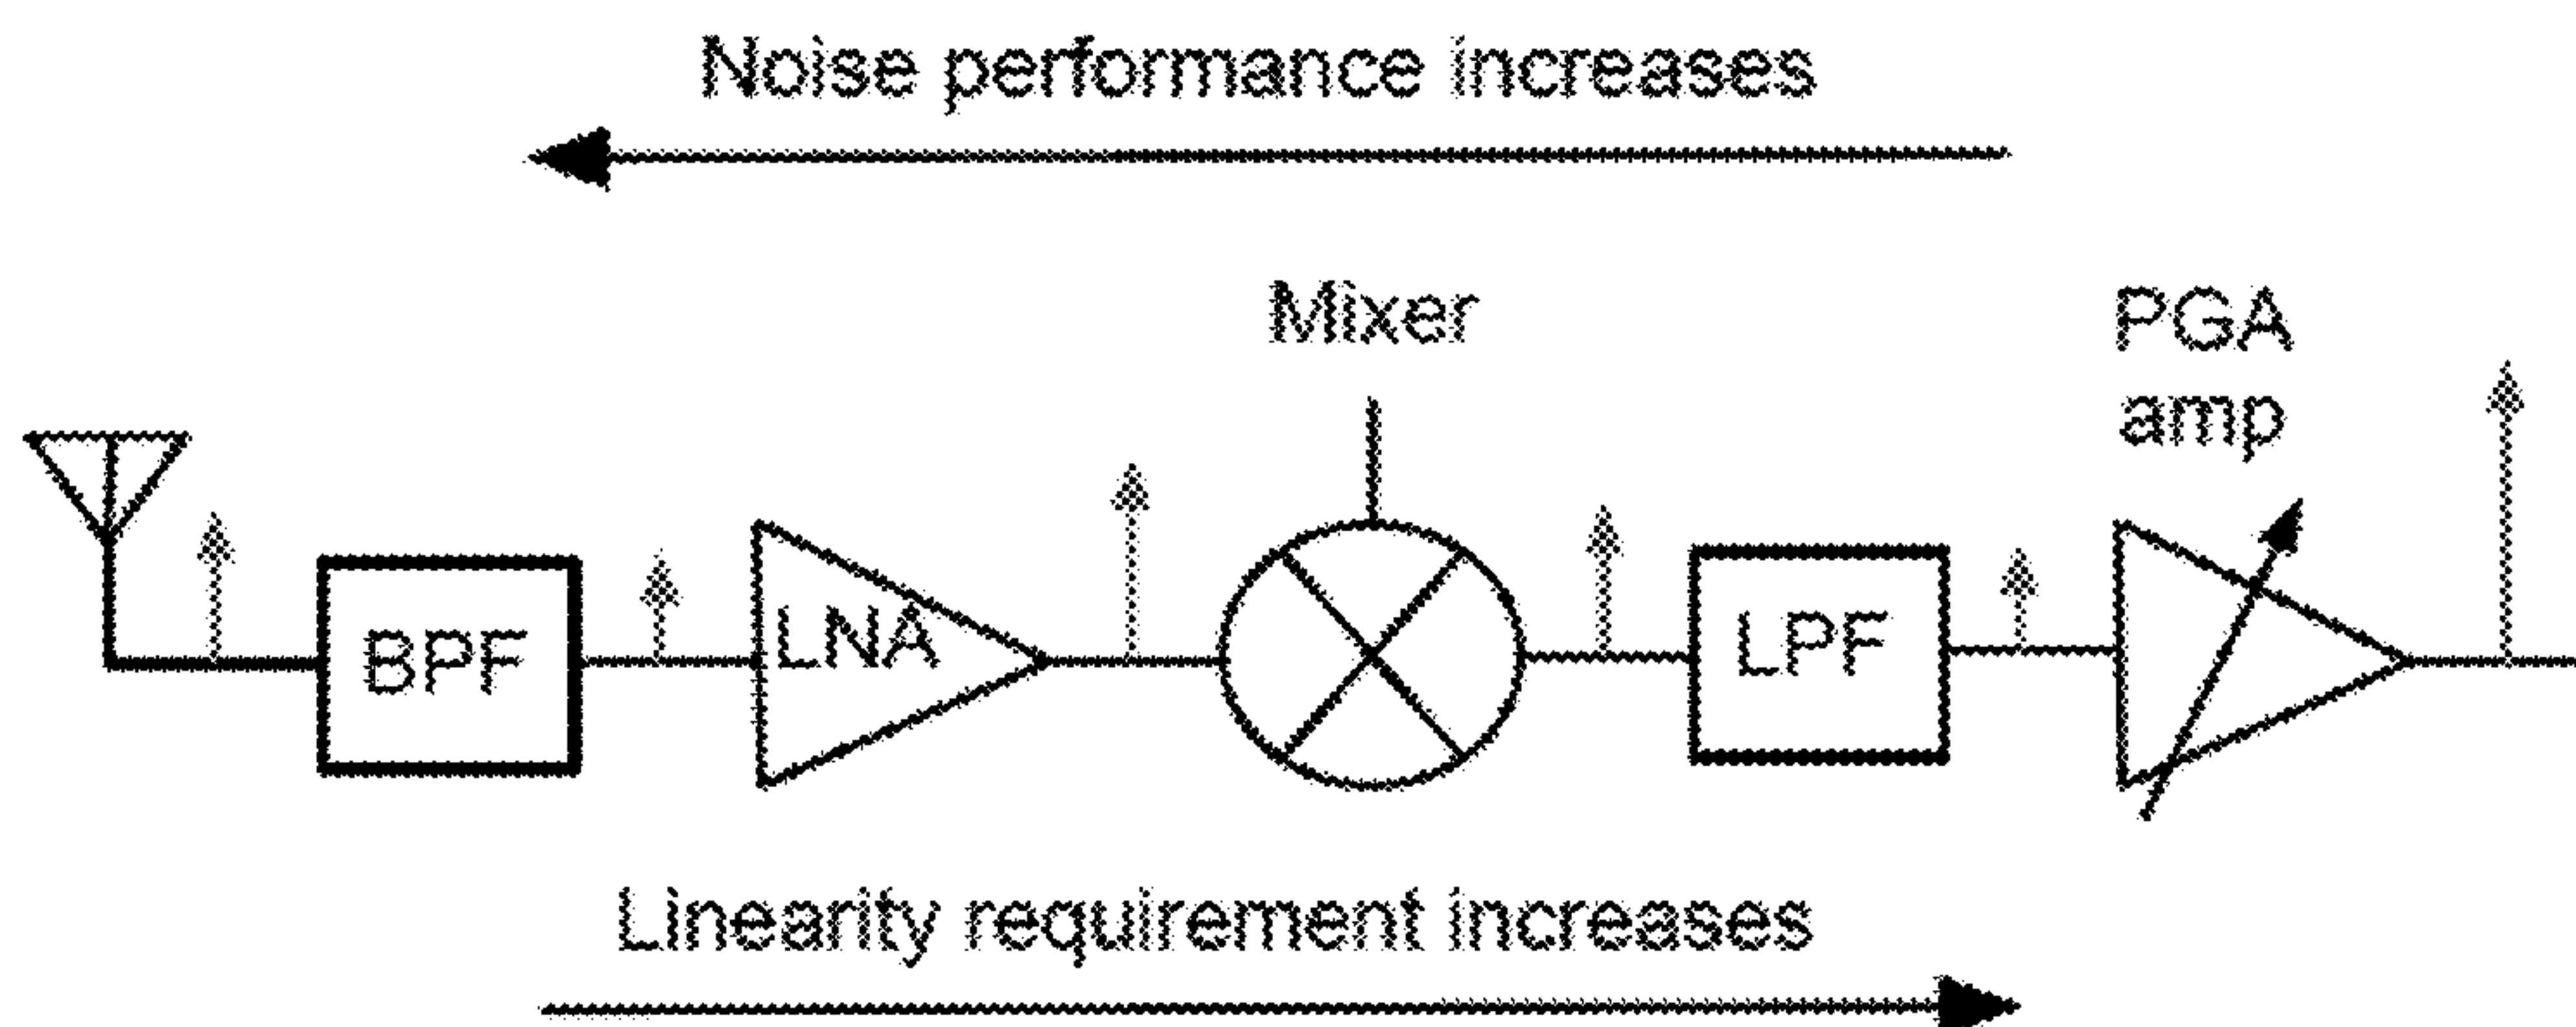 Noise performance increases
Mixer
PGA
amp
BPF
LNA
LPF
Linearity requirement increases